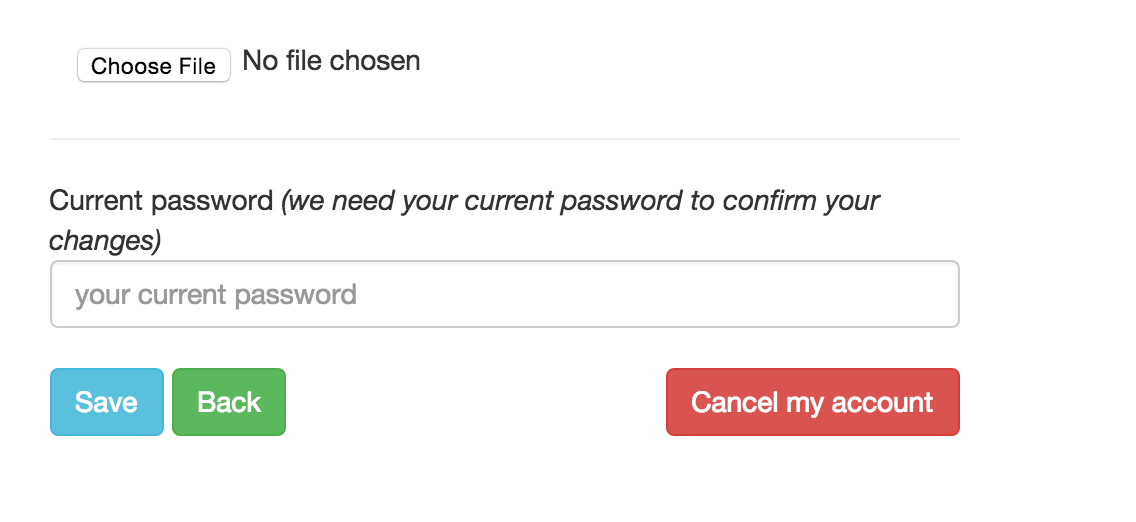 Choose File No file chosen
Current password (we need your current password to confirm your
changes)
your current password
Save Back Cancel my account